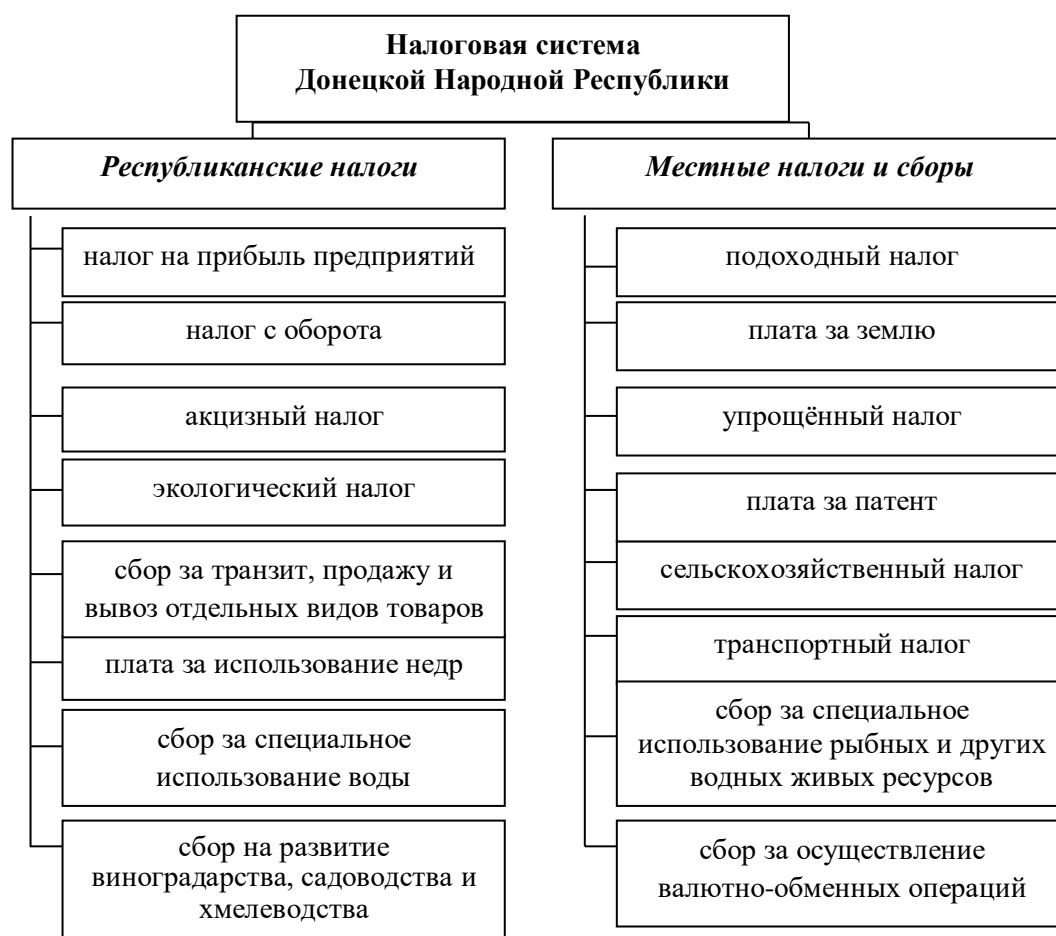 Налоговая система
Донецкой Народной Республики
Республиканские налоги
налог на прибыль предприятий
налог с оборота
акцизный налог
экологический налог
сбор за транзит, продажу и
вывоз отдельных видов товаров
плата за использование недр
сбор за специальное
использование воды
сбор на развитие
виноградарства, садоводства и
хмелеводства
Местные налоги и сборы
подоходный налог
плата за землю
упрощённый налог
плата за патент
сельскохозяйственный налог
транспортный налог
сбор за специальное
использование рыбных и других
водных живых ресурсов
сбор за осуществление
валютно-обменных операций